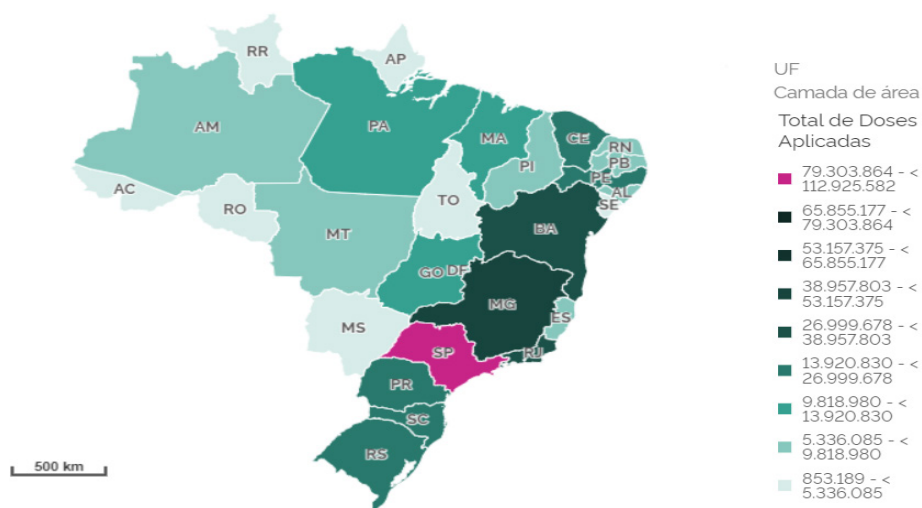 RR
AP
AM
PA
MA
CE
RN
PB
PI
PE
AL
SE
AC
TO
RO
BA
MT
GO
DF
MG
ES
MS
SP
RJ
PR
SC
RS
500 km
UF
Camada de área
Total de Doses
Aplicadas
79.303.864 - <
112.925.582
65.855.177 - <
79.303.864
53.157.375 - <
65.855.177
38.957.803 - <
53.157.375
26.999.678 - <
38.957.803
13.920.830 - <
26.999.678
9.818.980 - <
13.920.830
5.336.085 - <
9.818.980
853.189 - <
5.336.085